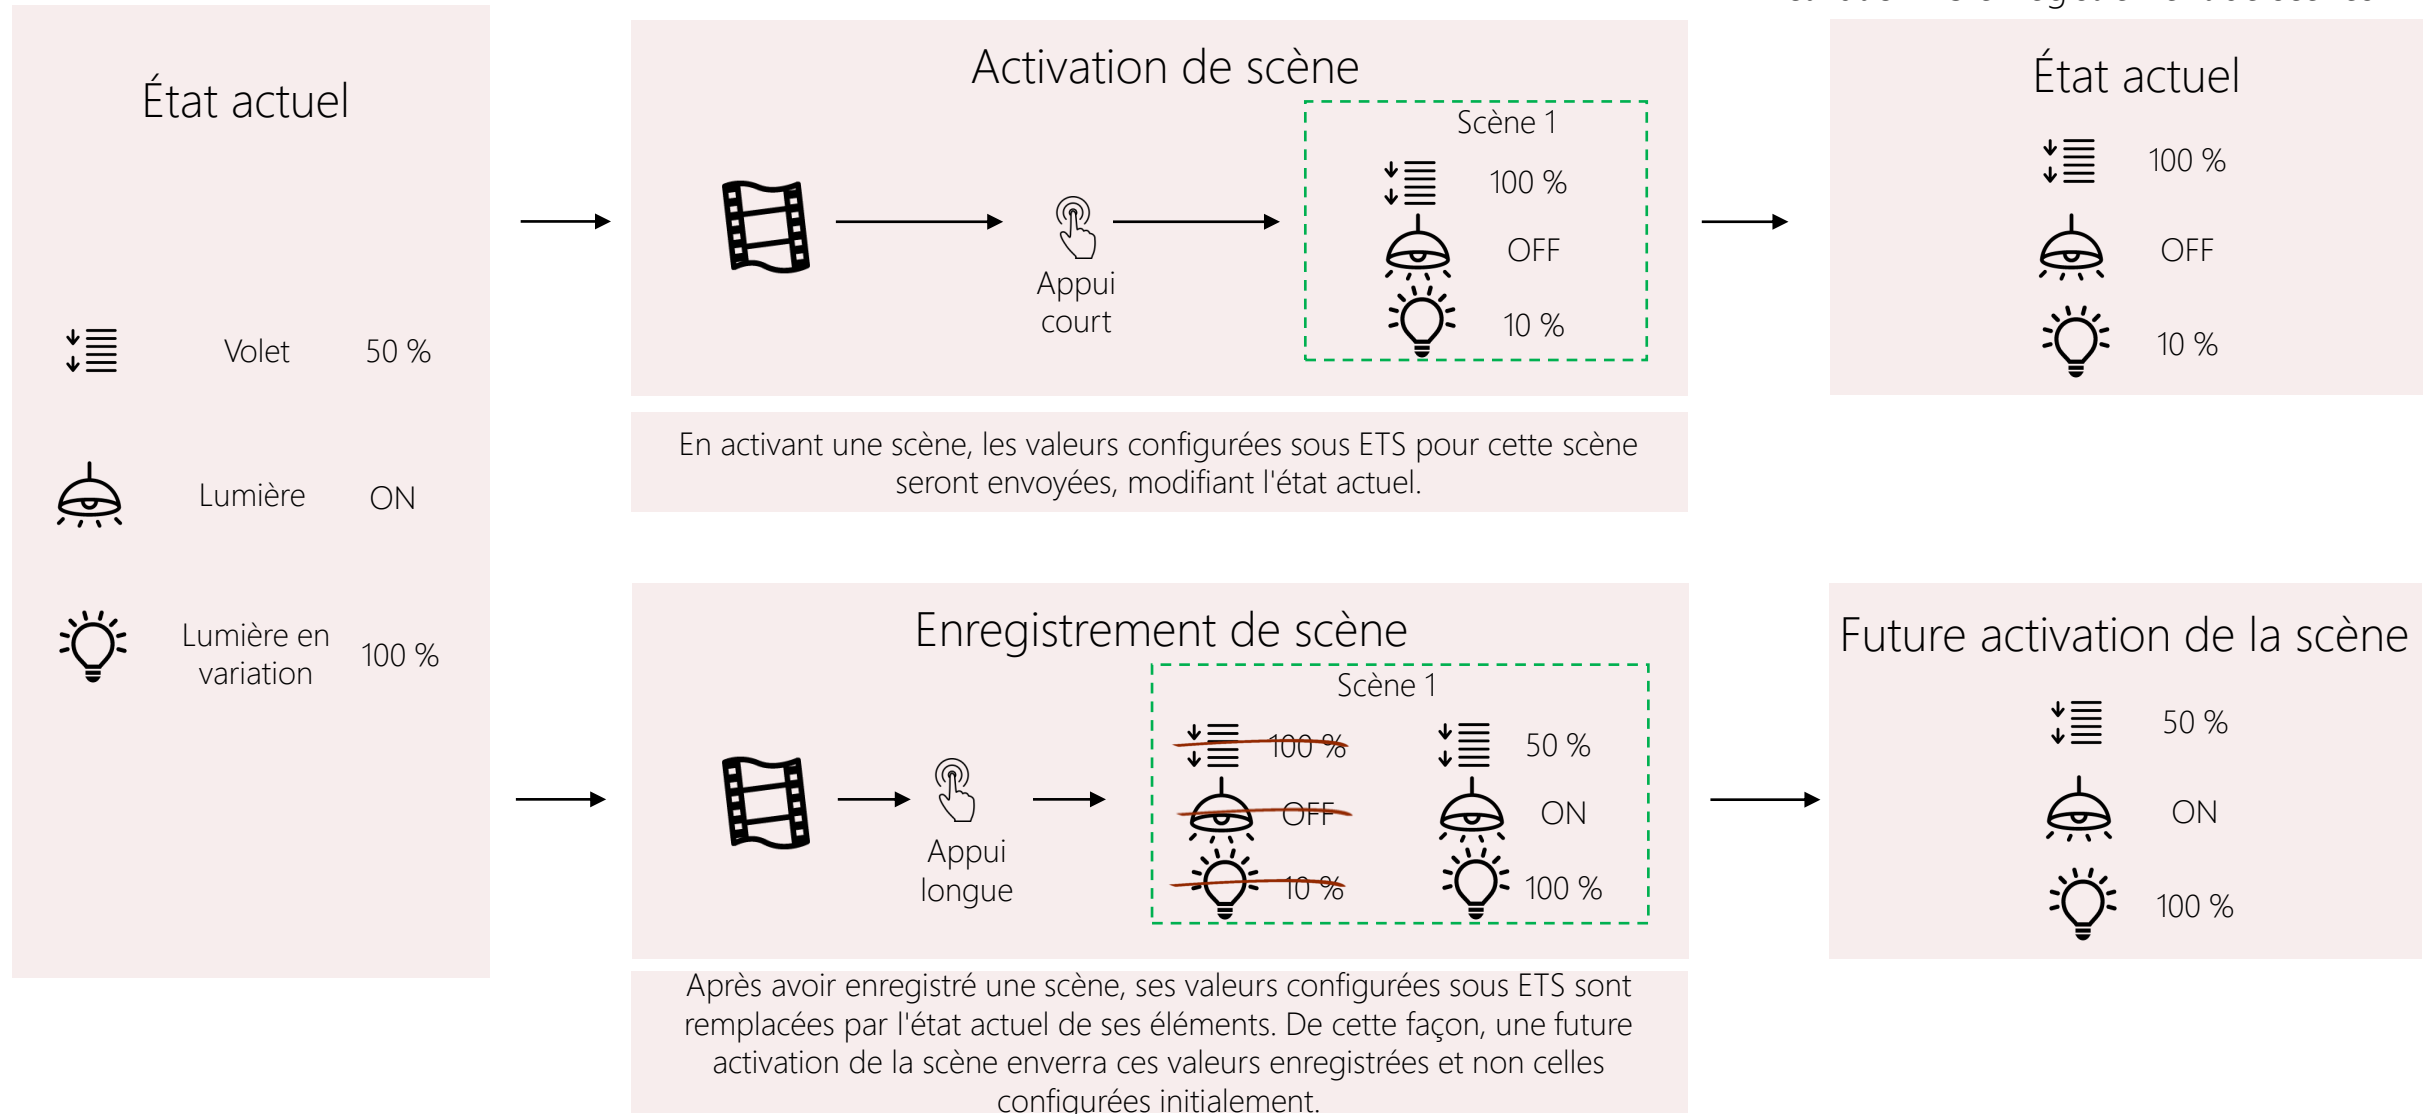 État actuel
Volet 50 %
Lumière ON
Lumière en
variation
100 %
Activation de scène
Appui
court
Scène 1
100 %
OFF
10 %
En activant une scène, les valeurs configurées sous ETS pour cette scène
seront envoyées, modifiant l'état actuel.
État actuel
100 %
OFF
10 %
Enregistrement de scène
Appui
longue
Scène 1
100 % 50 %
OFF ON
10 % 100 %
Après avoir enregistré une scène, ses valeurs configurées sous ETS sont
remplacées par l'état actuel de ses éléments. De cette façon, une future
activation de la scène enverra ces valeurs enregistrées et non celles
configurées initialement.
Future activation de la scène
50 %
ON
100 %